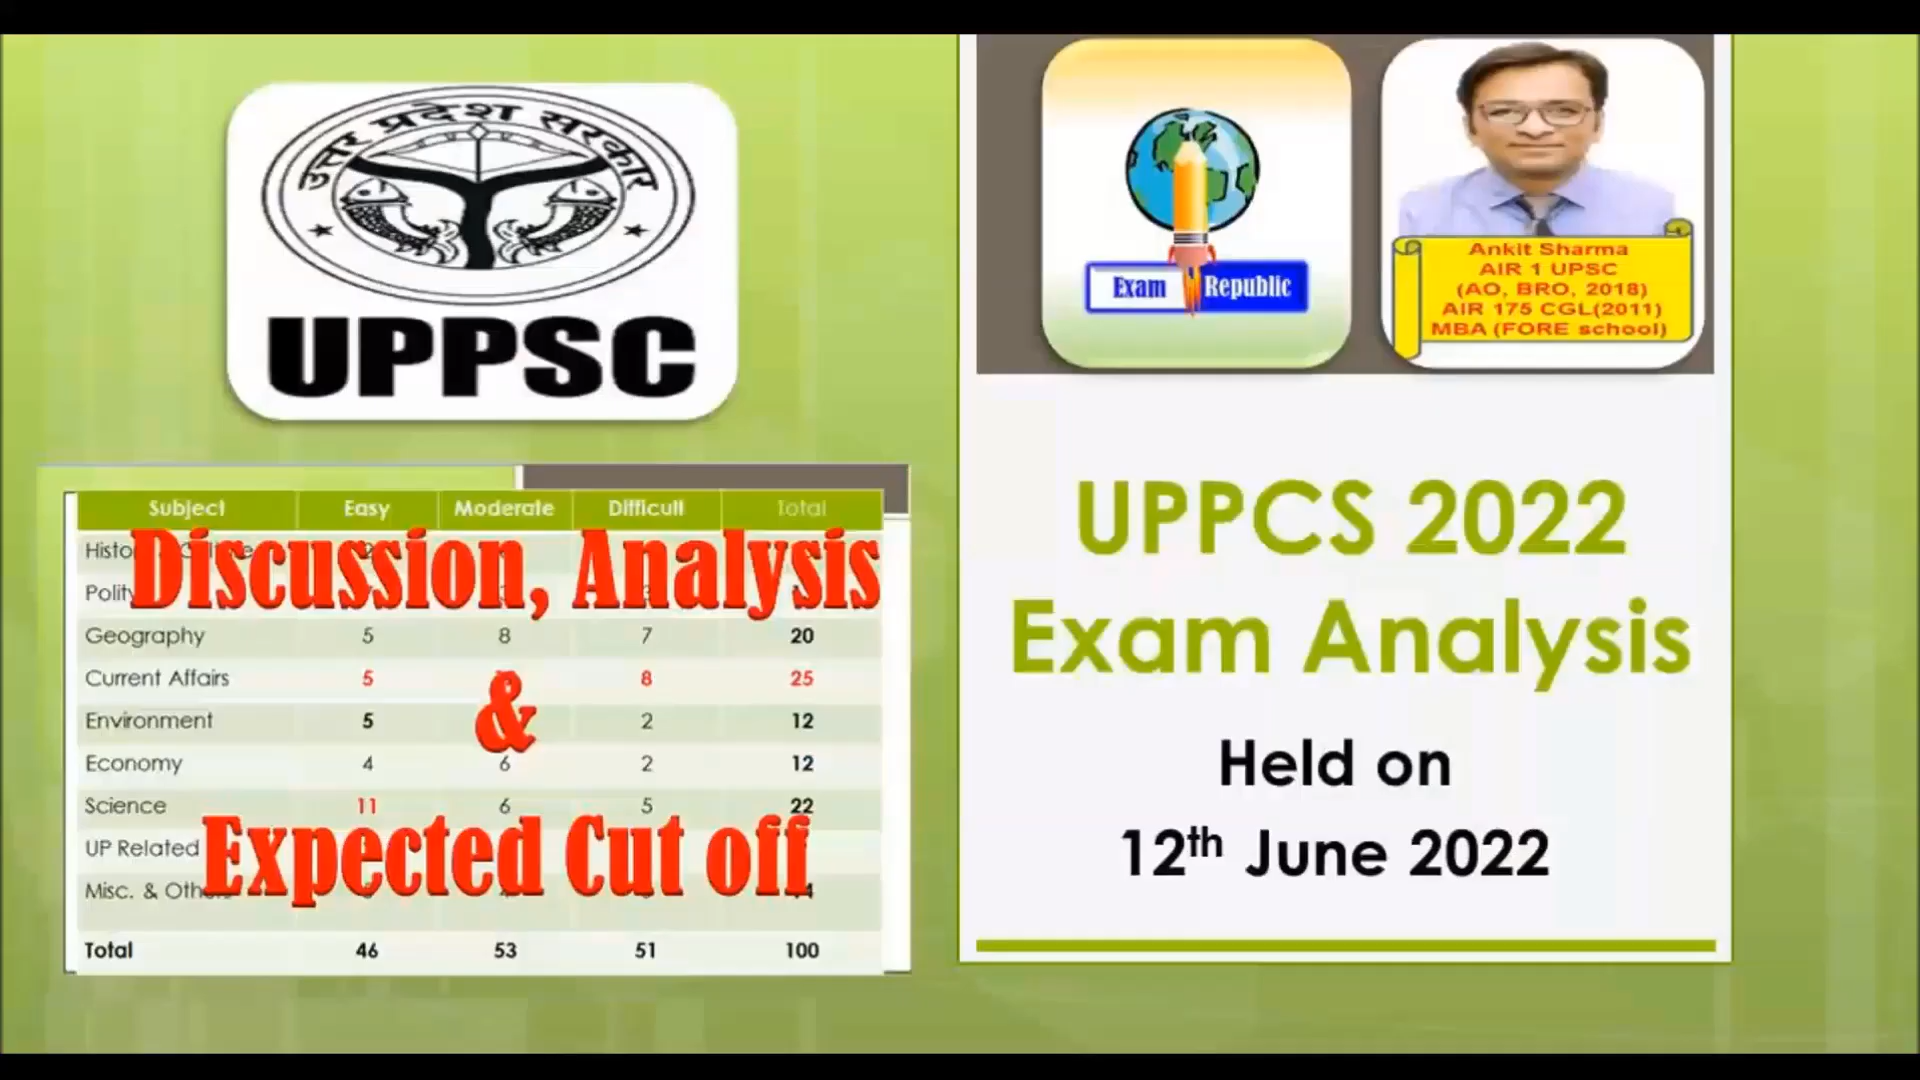 उत्तर प्रदेश सरकार
UPPSC
Exam Republic
Ankit Sharma
AIR 1 UPSC
(AO, BRO, 2018)
AIR 175 CGL(2011)
MBA (FORE school)
Subject Easy Moderate Difficult Total
Discussion, Analysis
Geography 5 8 7 20
Current Affairs 5 8 25
&
Environment 5 2 12
Economy 4 6 2 12
Science 11 6 5 22
UP Related
Expected Cut off
Misc. &
Total 46 53 51 100
UPPCS 2022
Exam Analysis
Held on
12th June 2022